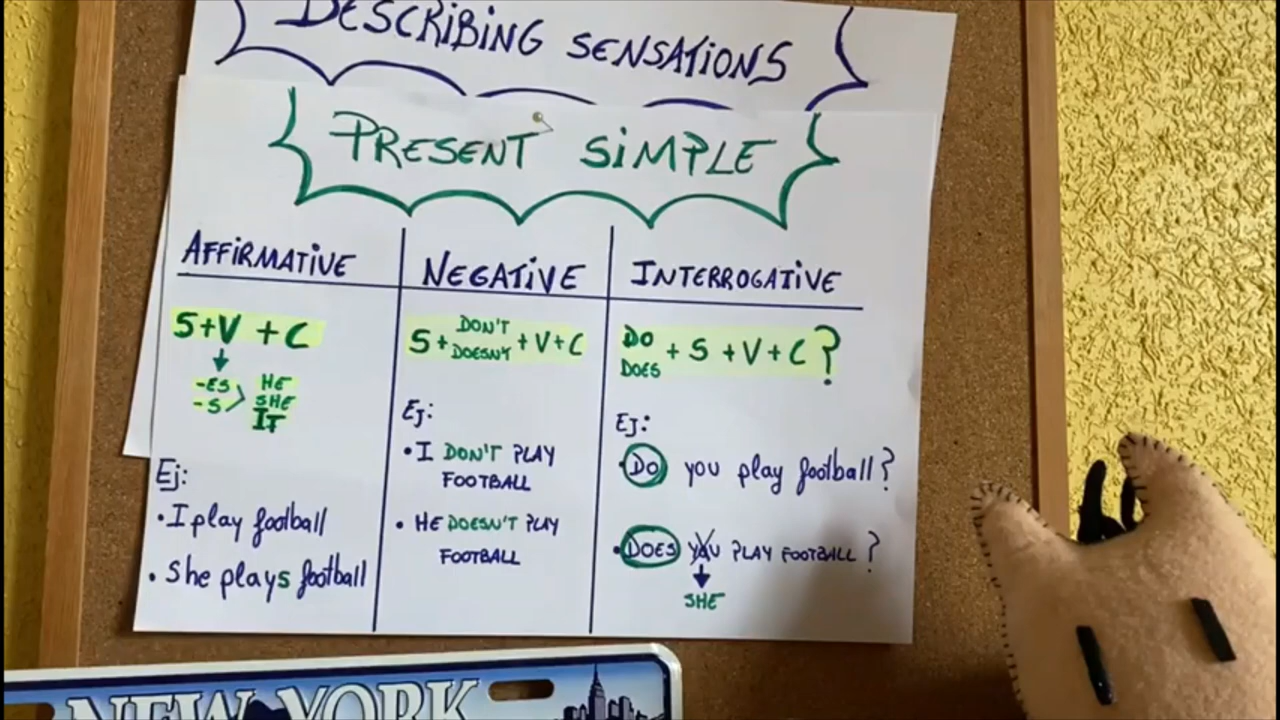 DESCRIBING SENSATIONS
PRESENT SIMPLE
AFFIRMATIVE
S+V+C
-ES
-S
HE
SHE
IT
Ej:
•I play football
•She plays football
NEGATIVE
S+ DON'T +V+C
DOESN'T
Ej:
•I DON'T PLAY
FOOTBALL
•HE DOESN'T PLAY
FOOTBALL
INTERROGATIVE
DO
DOES +S+V+C?
Ej:
•DO you play football?
•DOES YOU PLAY FOOTBALL?
SHE
NEW YORK